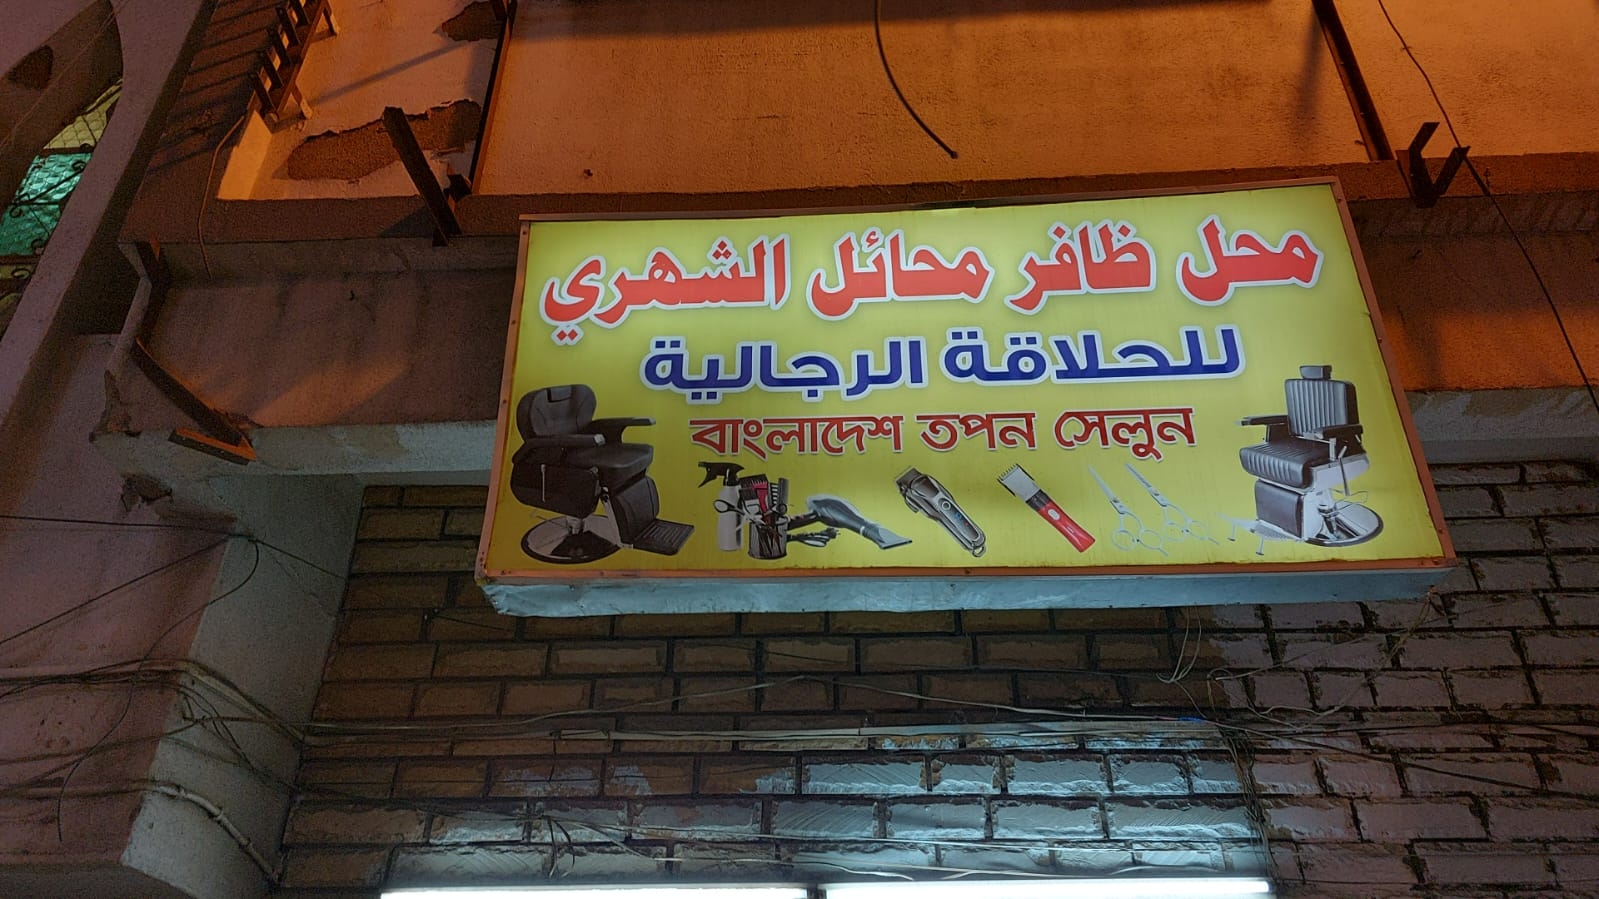 محل ظافر محائل الشهري
للحلاقة الرجالية
বাংলাদেশ তপন সেলুন